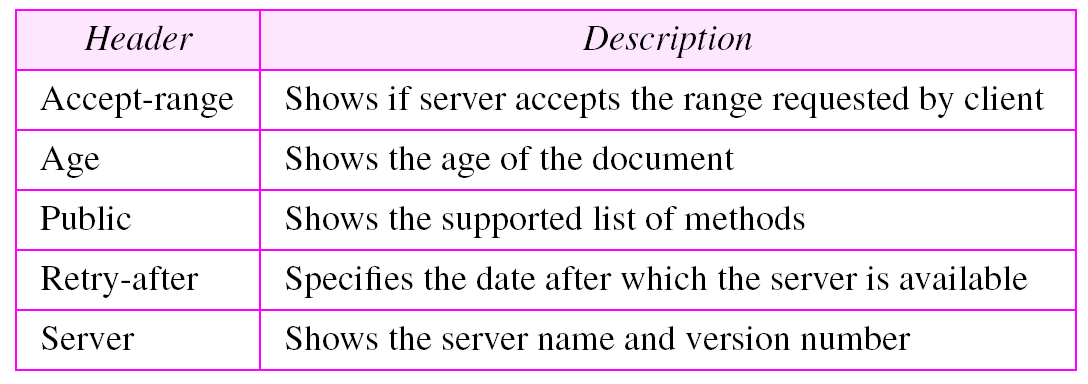 Header Description
Accept-range Shows if server accepts the range requested by client
Age Shows the age of the document
Public Shows the supported list of methods
Retry-after Specifies the date after which the server is available
Server Shows the server name and version number